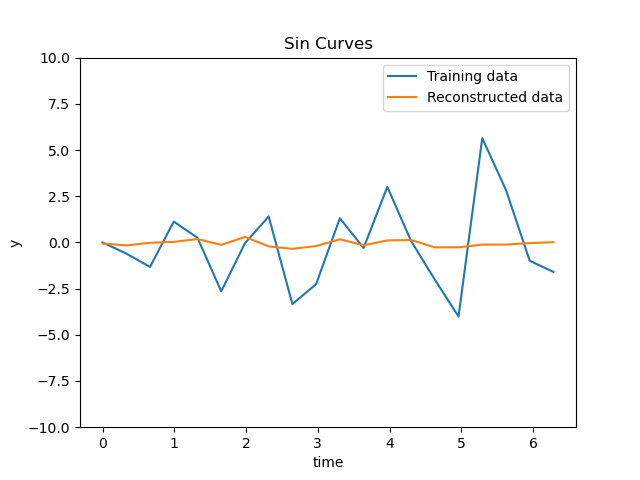 Sin Curves
10.0
7.5
5.0
2.5
0.0
−2.5
−5.0
−7.5
−10.0
y
Training data
Reconstructed data
0 1 2 3 4 5 6
time